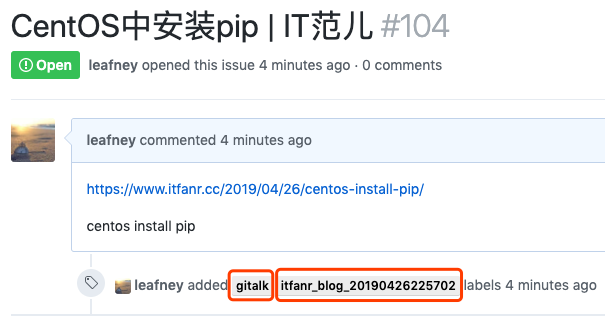 CentOS中安装pip | IT范儿 #104
Open leafney opened this issue 4 minutes ago · 0 comments
leafney commented 4 minutes ago
https://www.itfanr.cc/2019/04/26/centos-install-pip/
centos install pip
leafney added gitalk itfanr_blog_20190426225702 labels 4 minutes ago